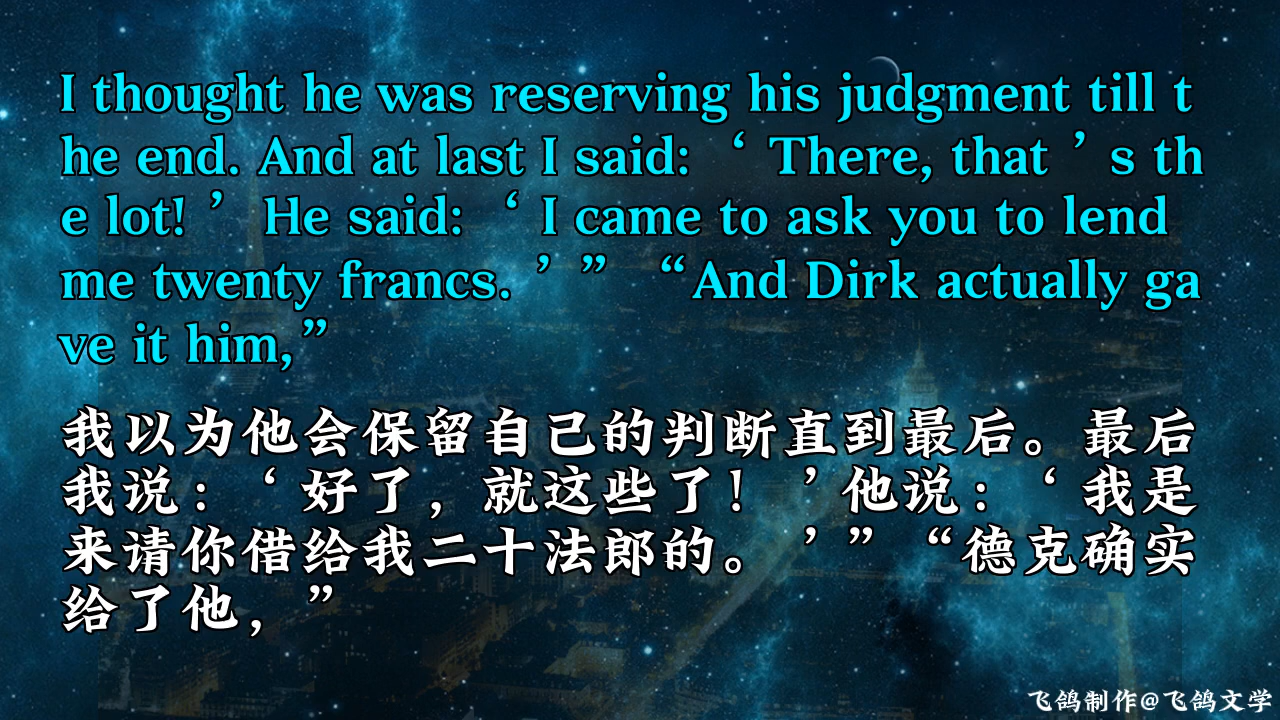 I thought he was reserving his judgment till t
he end. And at last I said: ‘ There, that ’ s th
e lot! ’ He said: ‘ I came to ask you to lend
me twenty francs. ’ ” “And Dirk actually ga
ve it him,”
我以为他会保留自己的判断直到最后。最后
我说：‘ 好了，就这些了！ ’他说：‘ 我是
来请你借给我二十法郎的。 ’” “德克确实
给了他，”
飞鸽制作@飞鸽文学